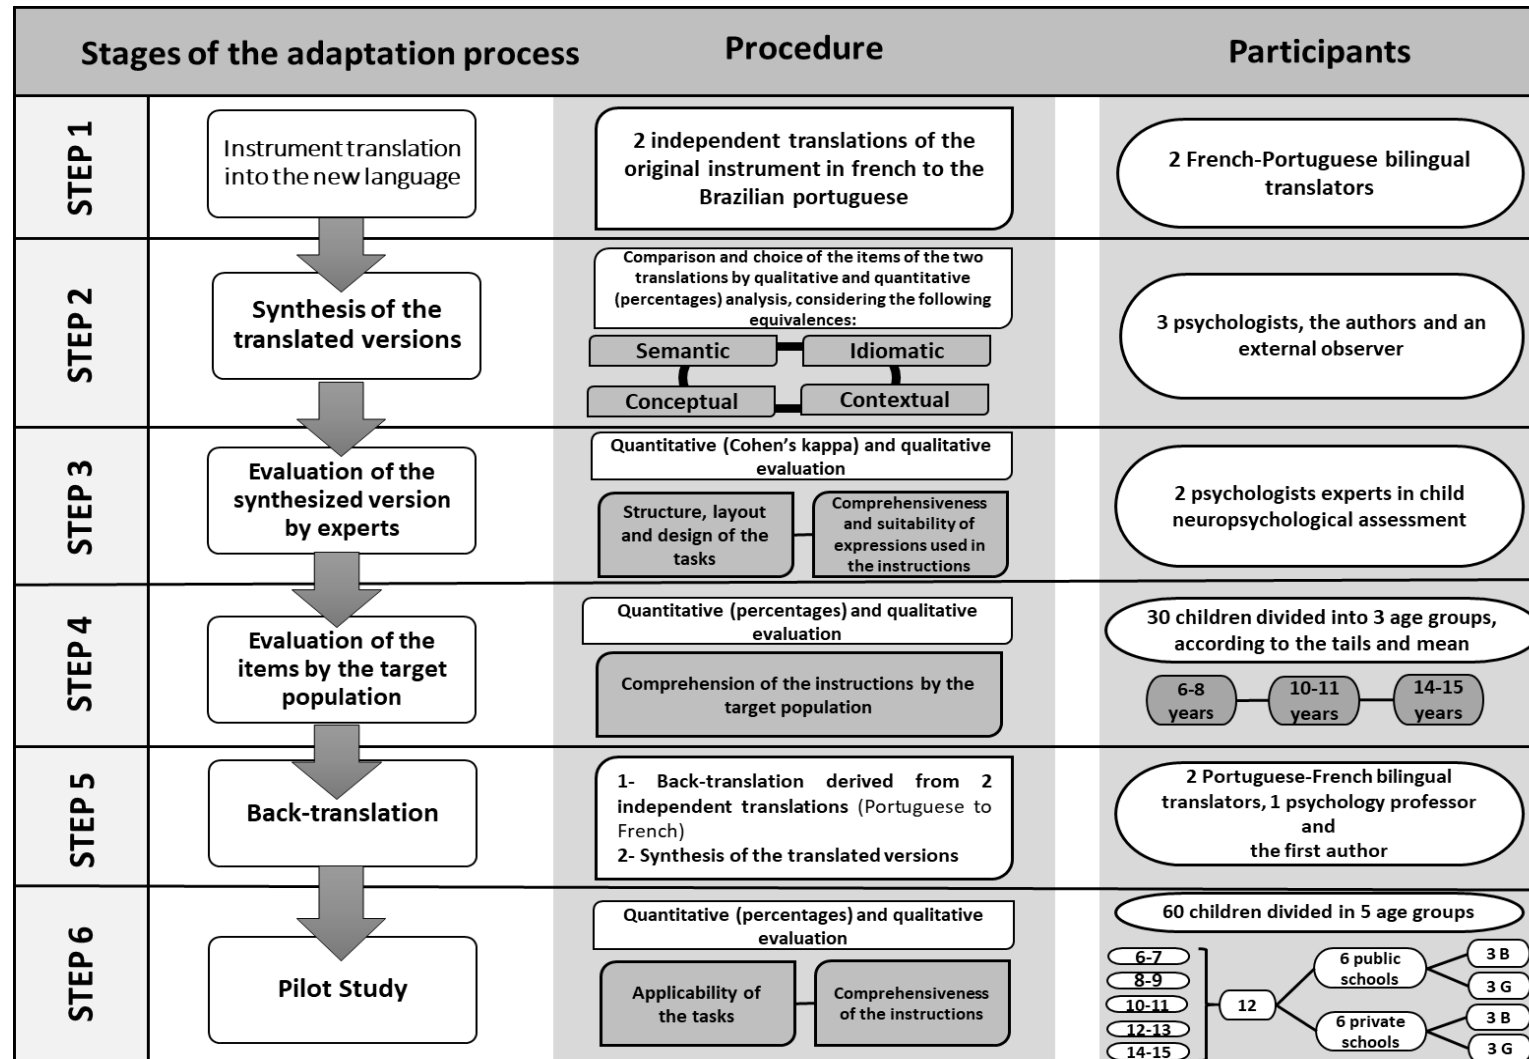 Stages of the adaptation process
Procedure
Participants
STEP 1
Instrument translation
into the new language
2 independent translations of the
original instrument in french to the
Brazilian portuguese
2 French-Portuguese bilingual
translators
STEP 2
Synthesis of the
translated versions
Comparison and choice of the items of the two
translations by qualitative and quantitative
(percentages) analysis, considering the following
equivalences:
Semantic
Idiomatic
Conceptual
Contextual
3 psychologists, the authors and an
external observer
STEP 3
Evaluation of the
synthesized version
by experts
Quantitative (Cohen’s kappa) and qualitative
evaluation
Structure, layout
and design of the
tasks
Comprehensiveness
and suitability of
expressions used in
the instructions
2 psychologists experts in child
neuropsychological assessment
STEP 4
Evaluation of the
items by the target
population
Quantitative (percentages) and qualitative
evaluation
Comprehension of the instructions by the
target population
30 children divided into 3 age groups,
according to the tails and mean
6-8
years
10-11
years
14-15
years
STEP 5
Back-translation
1- Back-translation derived from 2
independent translations (Portuguese to
French)
2- Synthesis of the translated versions
2 Portuguese-French bilingual
translators, 1 psychology professor
and
the first author
STEP 6
Pilot Study
Quantitative (percentages) and qualitative
evaluation
Applicability of
the tasks
Comprehensiveness
of the instructions
60 children divided in 5 age groups
6-7
8-9
10-11
12-13
14-15
12
6 public
schools
3 B
3 G
6 private
schools
3 B
3 G